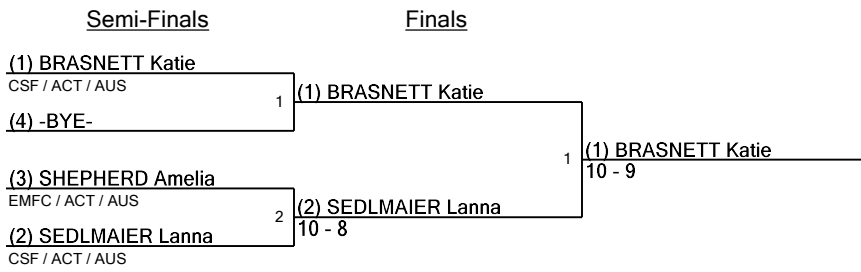 Semi-Finals
Finals
(1) BRASNETT Katie
CSF / ACT / AUS
(4) -BYE-
1
(1) BRASNETT Katie
(3) SHEPHERD Amelia
EMFC / ACT / AUS
(2) SEDLMAIER Lanna
CSF / ACT / AUS
2
(2) SEDLMAIER Lanna
10 - 8
1
(1) BRASNETT Katie
10 - 9